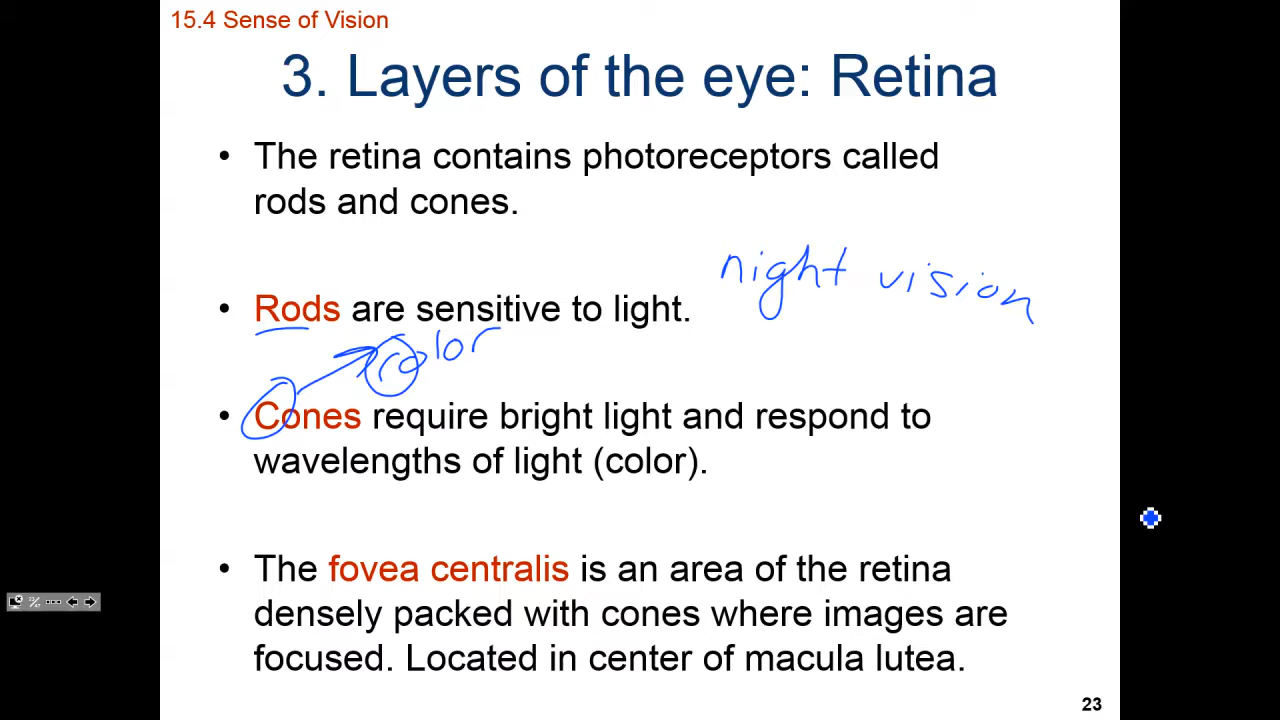 15.4 Sense of Vision
3. Layers of the eye: Retina
• The retina contains photoreceptors called
rods and cones.
night vision
• Rods are sensitive to light.
color
• Cones require bright light and respond to
wavelengths of light (color).
• The fovea centralis is an area of the retina
densely packed with cones where images are
focused. Located in center of macula lutea.
23